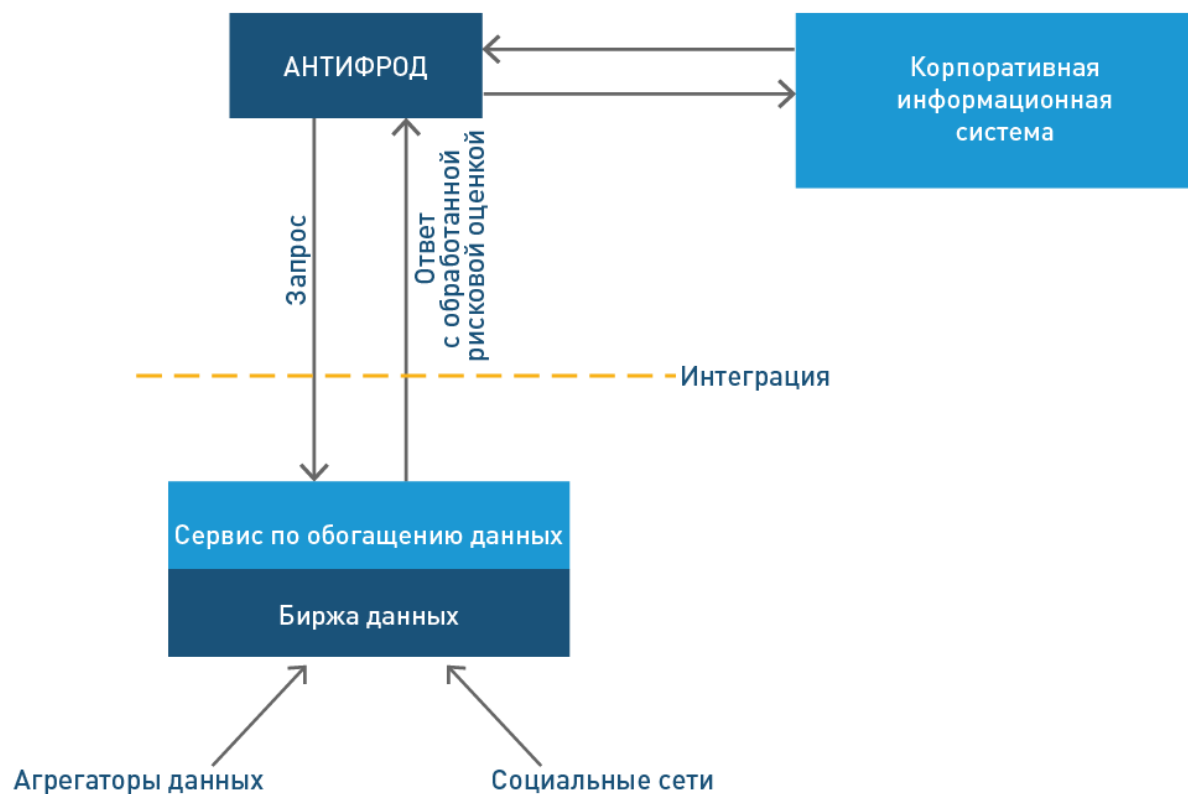 АНТИФРОД
Корпоративная
информационная
система
Запрос
Ответ
с обработанной
рисковой оценкой
Интеграция
Сервис по обогащению данных
Биржа данных
Агрегаторы данных
Социальные сети